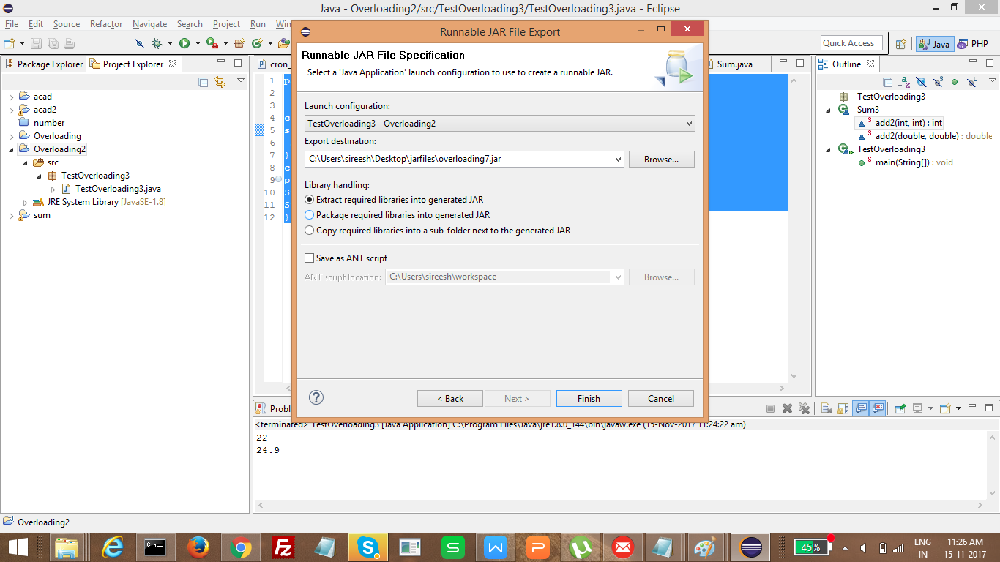 Java - Overloading2/src/TestOverloading3/TestOverloading3.java - Eclipse
File Edit Source Refactor Navigate Search Project Run
Quick Access
Java
PHP
Package Explorer
Project Explorer
acad
acad2
number
Overloading
Overloading2
src
TestOverloading3
TestOverloading3.java
JRE System Library [JavaSE-1.8]
sum
cron_
Sum.java
1
2
3
4
5
6
7
8
9
10
11
12
Runnable JAR File Export
Runnable JAR File Specification
Select a 'Java Application' launch configuration to use to create a runnable JAR.
Launch configuration:
TestOverloading3 - Overloading2
Export destination:
C:\Users\sireesh\Desktop\jarfiles\overloading7.jar
Browse...
Library handling:
Extract required libraries into generated JAR
Package required libraries into generated JAR
Copy required libraries into a sub-folder next to the generated JAR
Save as ANT script
ANT script location: C:\Users\sireesh\workspace Browse...
< Back Next > Finish Cancel
Outline
TestOverloading3
Sum3
S add2(int, int) : int
S add2(double, double) : double
TestOverloading3
S main(String[]) : void
<terminated> TestOverloading3 [Java Application] C:\Program Files\Java\jre1.8.0_144\bin\javaw.exe (15-Nov-2017 11:24:22 am)
22
24.9
Overloading2
45%
ENG
IN
11:26 AM
15-11-2017